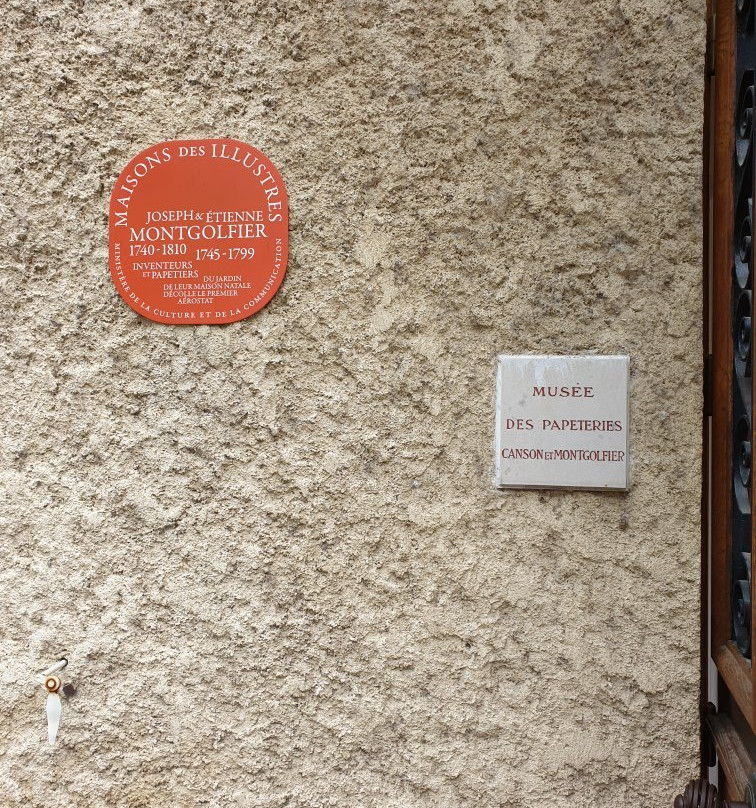 MAISONS DES ILLUSTRES
JOSEPH & ÉTIENNE
MONTGOLFIER
1740-1810 1745-1799
INVENTEURS
ET PAPETIERS
DU JARDIN
DE LEUR MAISON NATALE
DÉCOLLE LE PREMIER
AÉROSTAT
MINISTÈRE DE LA CULTURE ET DE LA COMMUNICATION
MUSÉE
DES PAPETERIES
CANSON ET MONTGOLFIER